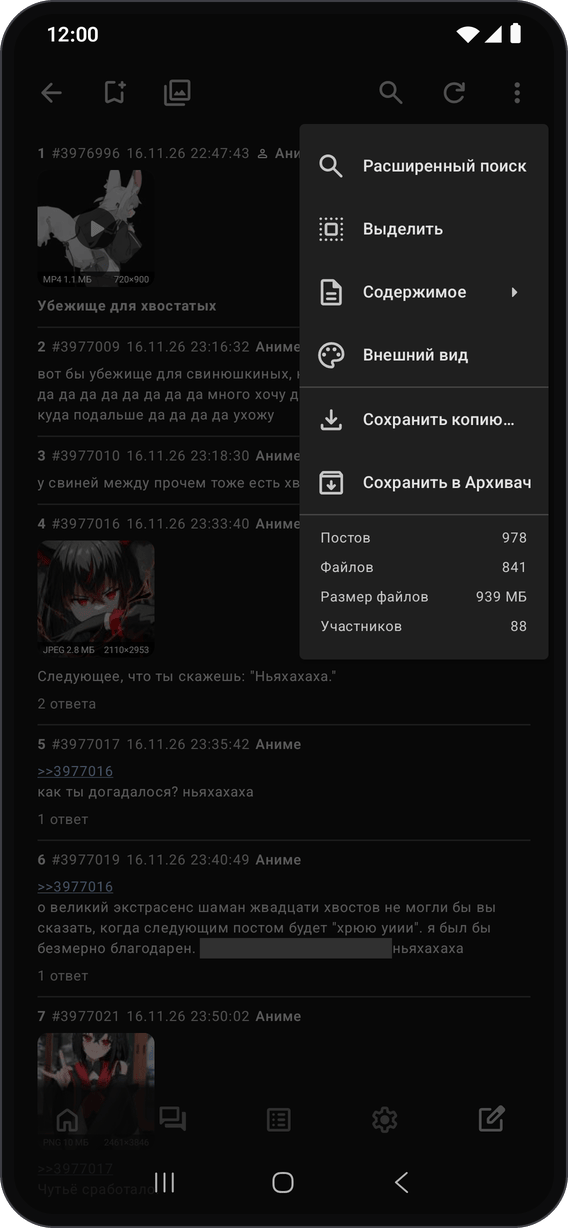 12:00
1 #3976996 16.11.26 22:47:43 Ани
MP4 1.1 МБ 720×900
Убежище для хвостатых
2 #3977009 16.11.26 23:16:32 Аниме
вот бы убежище для свинюшкиных,
да да да да да да да да много хочу
куда подальше да да да да ухожу
3 #3977010 16.11.26 23:18:30 Аниме
у свиней между прочем тоже есть хв
4 #3977016 16.11.26 23:33:40 Аниме
JPEG 2.8 МБ 2110×2953
Следующее, что ты скажешь: "Ньяхахаха."
2 ответа
5 #3977017 16.11.26 23:35:42 Аниме
>>3977016
как ты догадалося? ньяхахаха
1 ответ
6 #3977019 16.11.26 23:40:49 Аниме
>>3977016
о великий экстрасенс шаман жвадцати хвостов не могли бы вы
сказать, когда следующим постом будет "хрюю уиии". я был бы
безмерно благодарен. ньяхахаха
1 ответ
7 #3977021 16.11.26 23:50:02 Аниме
PNG 10 МБ
>>3977017
Чутьё сработало
Расширенный поиск
Выделить
Содержимое
Внешний вид
Сохранить копию...
Сохранить в Архивач
Постов 978
Файлов 841
Размер файлов 939 МБ
Участников 88